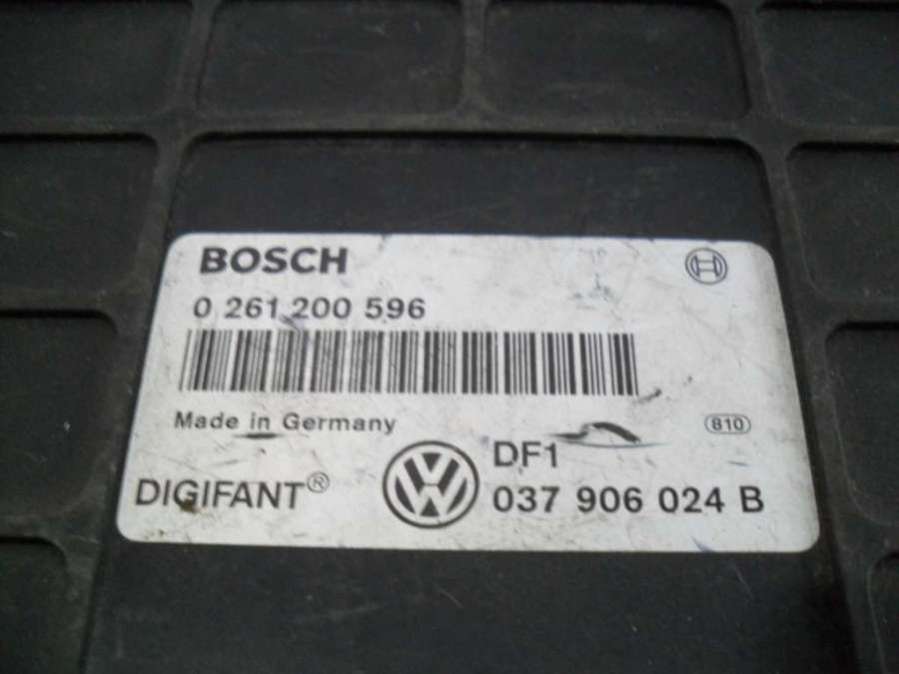 BOSCH
0 261 200 596
Made in Germany
810
DIGIFANT®
DF1
037 906 024 B